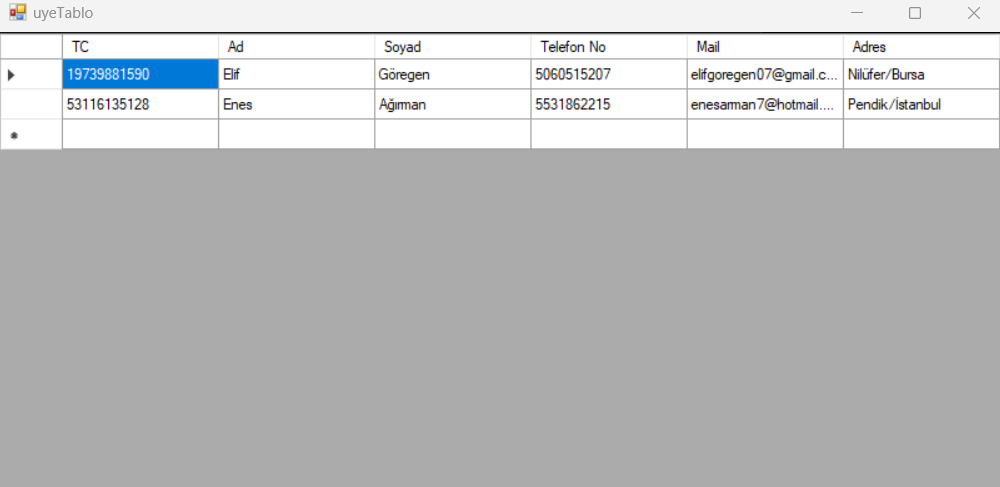 uyeTablo
TC Ad Soyad Telefon No Mail Adres
19739881590 Elif Göregen 5060515207 elifgoregen07@gmail.c... Nilüfer/Bursa
53116135128 Enes Ağırman 5531862215 enesarman7@hotmail.... Pendik/İstanbul